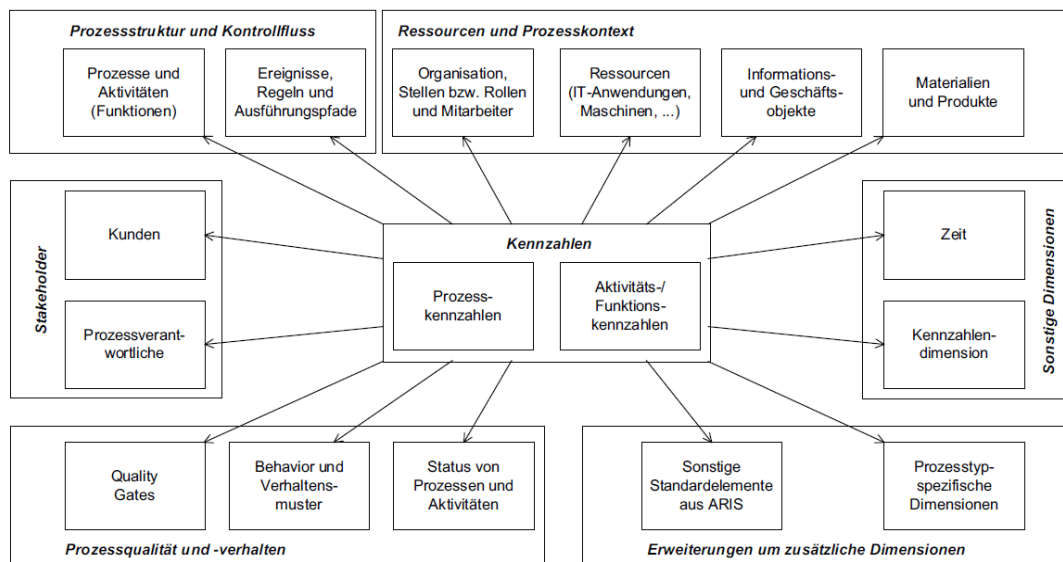 Prozessstruktur und Kontrollfluss
Prozesse und
Aktivitäten
(Funktionen)
Ereignisse,
Regeln und
Ausführungspfade
Ressourcen und Prozesskontext
Organisation,
Stellen bzw. Rollen
und Mitarbeiter
Ressourcen
(IT-Anwendungen,
Maschinen, ...)
Informations-
und Geschäfts-
objekte
Materialien
und Produkte
Stakeholder
Kunden
Prozessverant-
wortliche
Kennzahlen
Prozess-
kennzahlen
Aktivitäts-/
Funktions-
kennzahlen
Zeit
Kennzahlen-
dimension
Sonstige Dimensionen
Quality
Gates
Behavior und
Verhaltens-
muster
Status von
Prozessen und
Aktivitäten
Prozessqualität und -verhalten
Sonstige
Standardelemente
aus ARIS
Prozesstyp-
spezifische
Dimensionen
Erweiterungen um zusätzliche Dimensionen